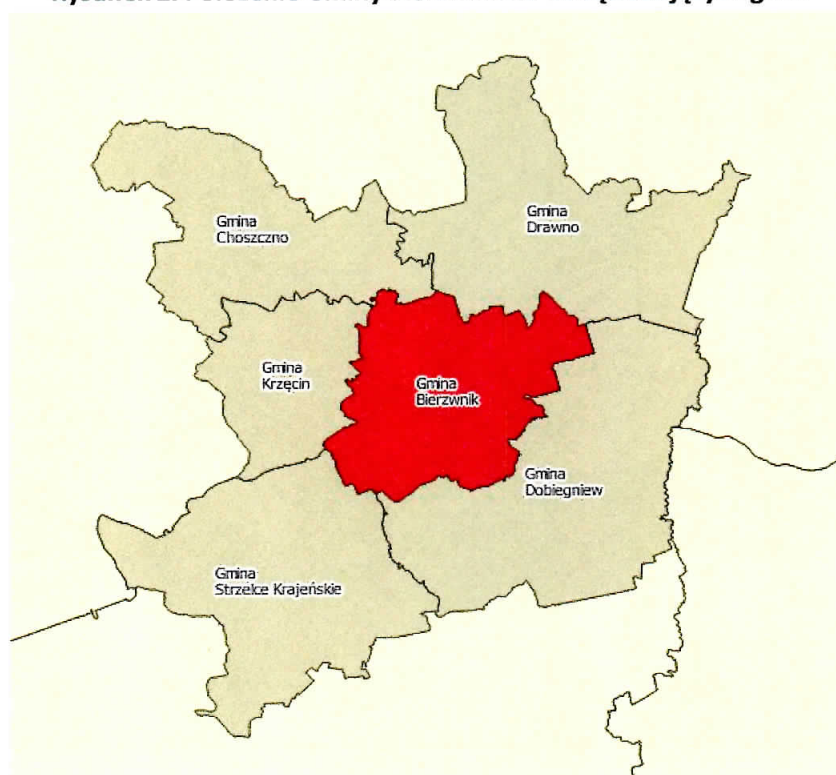 Gmina
Choszczno
Gmina
Drawno
Gmina
Krzęcin
Gmina
Bierzwnik
Gmina
Dobiegniew
Gmina
Strzelce Krajeńskie